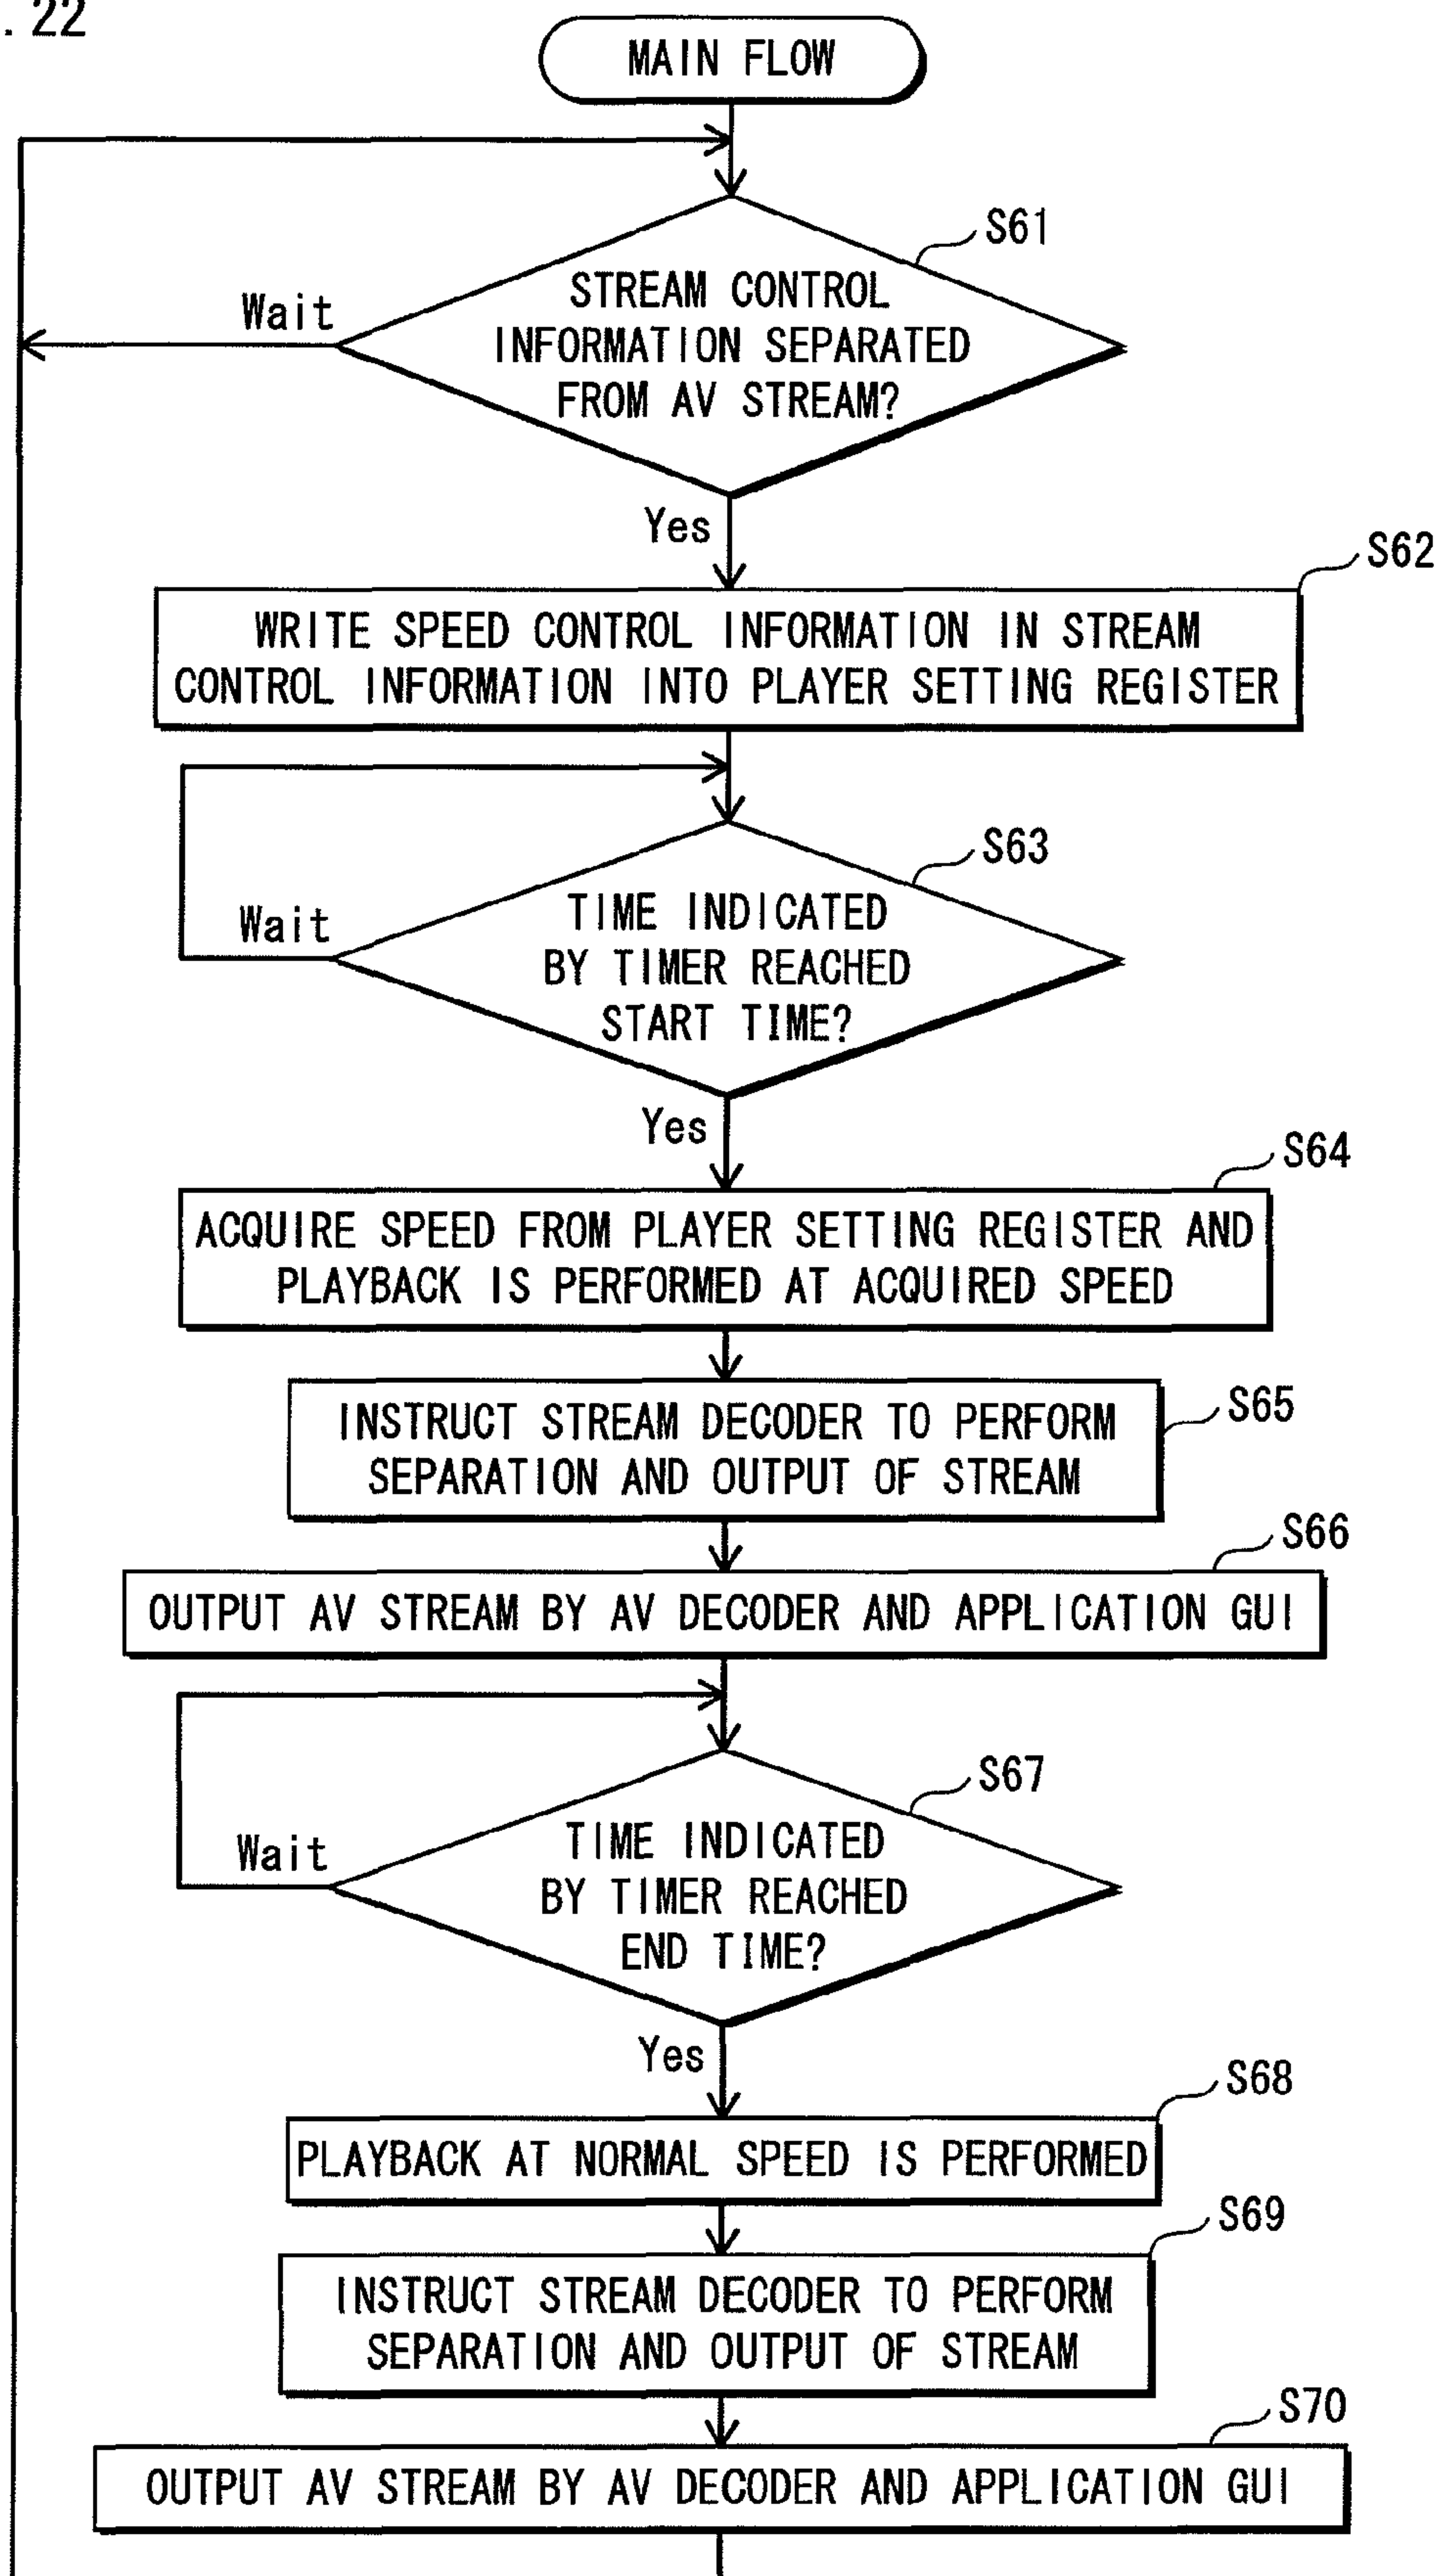 . 22
MAIN FLOW
S61
STREAM CONTROL
INFORMATION SEPARATED
FROM AV STREAM?
Wait
Yes
S62
WRITE SPEED CONTROL INFORMATION IN STREAM
CONTROL INFORMATION INTO PLAYER SETTING REGISTER
S63
TIME INDICATED
BY TIMER REACHED
START TIME?
Wait
Yes
S64
ACQUIRE SPEED FROM PLAYER SETTING REGISTER AND
PLAYBACK IS PERFORMED AT ACQUIRED SPEED
S65
INSTRUCT STREAM DECODER TO PERFORM
SEPARATION AND OUTPUT OF STREAM
S66
OUTPUT AV STREAM BY AV DECODER AND APPLICATION GUI
S67
TIME INDICATED
BY TIMER REACHED
END TIME?
Wait
Yes
S68
PLAYBACK AT NORMAL SPEED IS PERFORMED
S69
INSTRUCT STREAM DECODER TO PERFORM
SEPARATION AND OUTPUT OF STREAM
S70
OUTPUT AV STREAM BY AV DECODER AND APPLICATION GUI